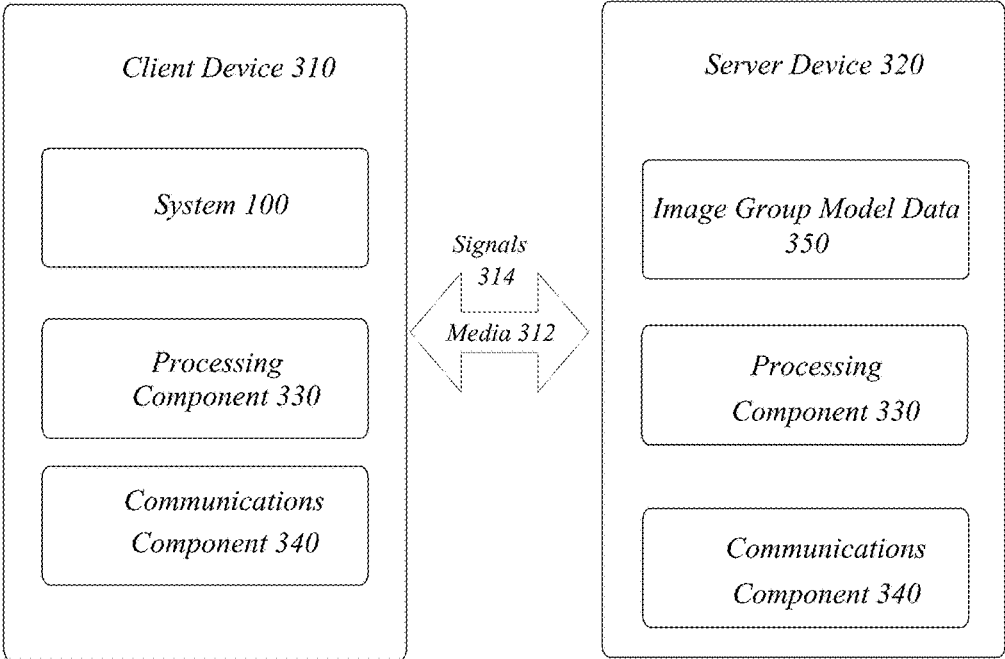 Client Device 310
System 100
Processing
Component 330
Communications
Component 340
Signals
314
Media 312
Server Device 320
Image Group Model Data
350
Processing
Component 330
Communications
Component 340